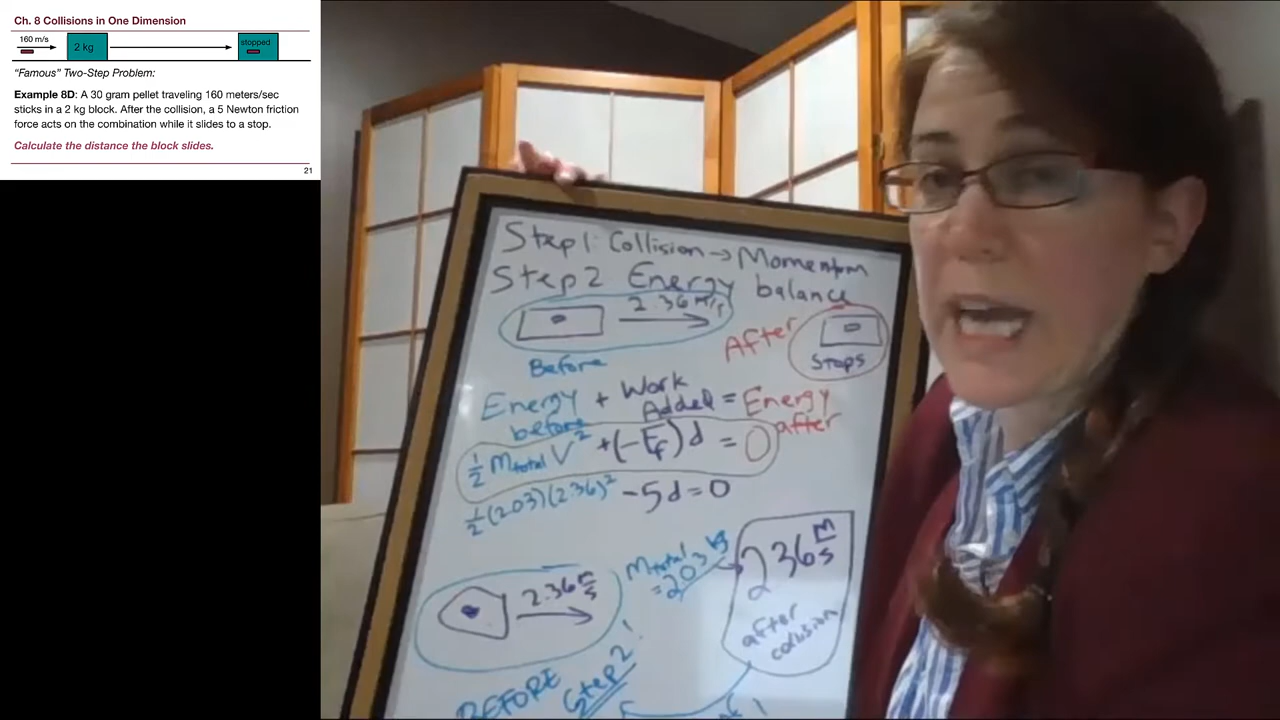 Ch. 8 Collisions in One Dimension
160 m/s
2 kg
stopped
"Famous" Two-Step Problem:
Example 8D: A 30 gram pellet traveling 160 meters/sec
sticks in a 2 kg block. After the collision, a 5 Newton friction
force acts on the combination while it slides to a stop.
Calculate the distance the block slides.
21
Step 1: Collision → Momentum
Step 2 Energy balance
2.36 m/s
Before
After
Stops
Energy before + Work Added = Energy after
½ m total V² + (-F_f) d = 0
½ (2.03)(2.36)² - 5d = 0
m total = 2.03 kg
2.36 m/s
after
collision
2.36 m/s
BEFORE
Step 2